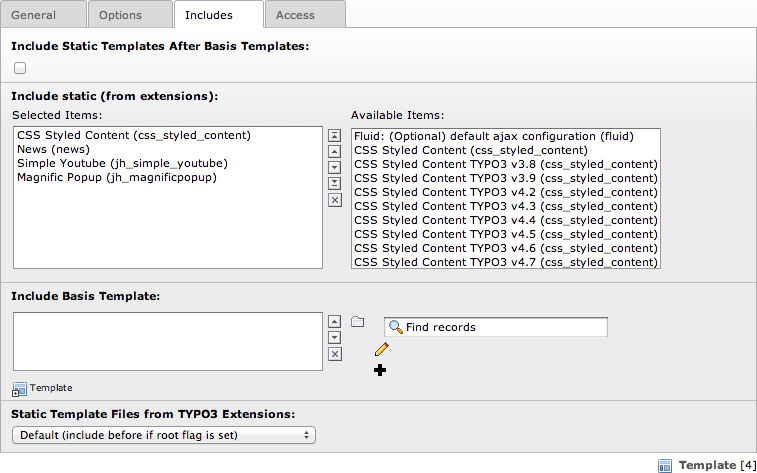 General Options Includes Access
Include Static Templates After Basis Templates:
Include static (from extensions):
Selected Items:
CSS Styled Content (css_styled_content)
News (news)
Simple Youtube (jh_simple_youtube)
Magnific Popup (jh_magnificpopup)
Available Items:
Fluid: (Optional) default ajax configuration (fluid)
CSS Styled Content (css_styled_content)
CSS Styled Content TYPO3 v3.8 (css_styled_content)
CSS Styled Content TYPO3 v3.9 (css_styled_content)
CSS Styled Content TYPO3 v4.2 (css_styled_content)
CSS Styled Content TYPO3 v4.3 (css_styled_content)
CSS Styled Content TYPO3 v4.4 (css_styled_content)
CSS Styled Content TYPO3 v4.5 (css_styled_content)
CSS Styled Content TYPO3 v4.6 (css_styled_content)
CSS Styled Content TYPO3 v4.7 (css_styled_content)
Include Basis Template:
Find records
Template
Static Template Files from TYPO3 Extensions:
Default (include before if root flag is set)
Template [4]